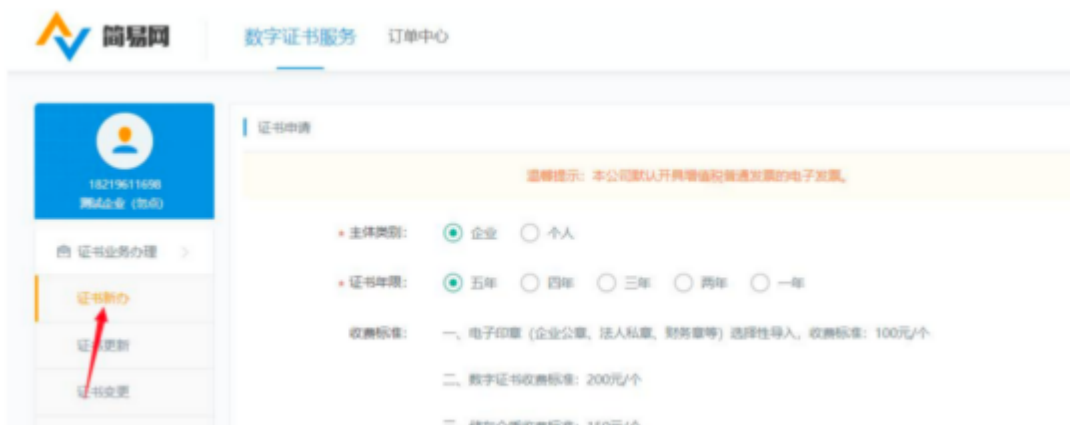 简易网
数字证书服务 订单中心
18219611698
测试企业（勿动）
证书业务办理
证书新办
证书更新
证书变更
证书申请
温馨提示：本公司默认开具增值税普通发票的电子发票。
* 主体类别： 企业 个人
* 证书年限： 五年 四年 三年 两年 一年
收费标准： 一、电子印章（企业公章、法人私章、财务章等）选择性导入，收费标准：100元/个
二、数字证书收费标准：200元/个